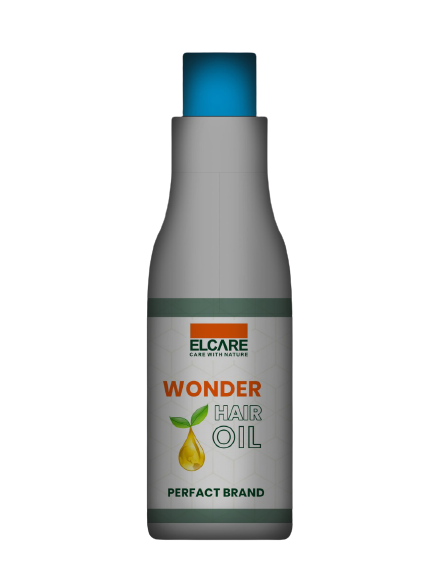 ELCARE
CARE WITH NATURE
WONDER
HAIR
OIL
PERFACT BRAND